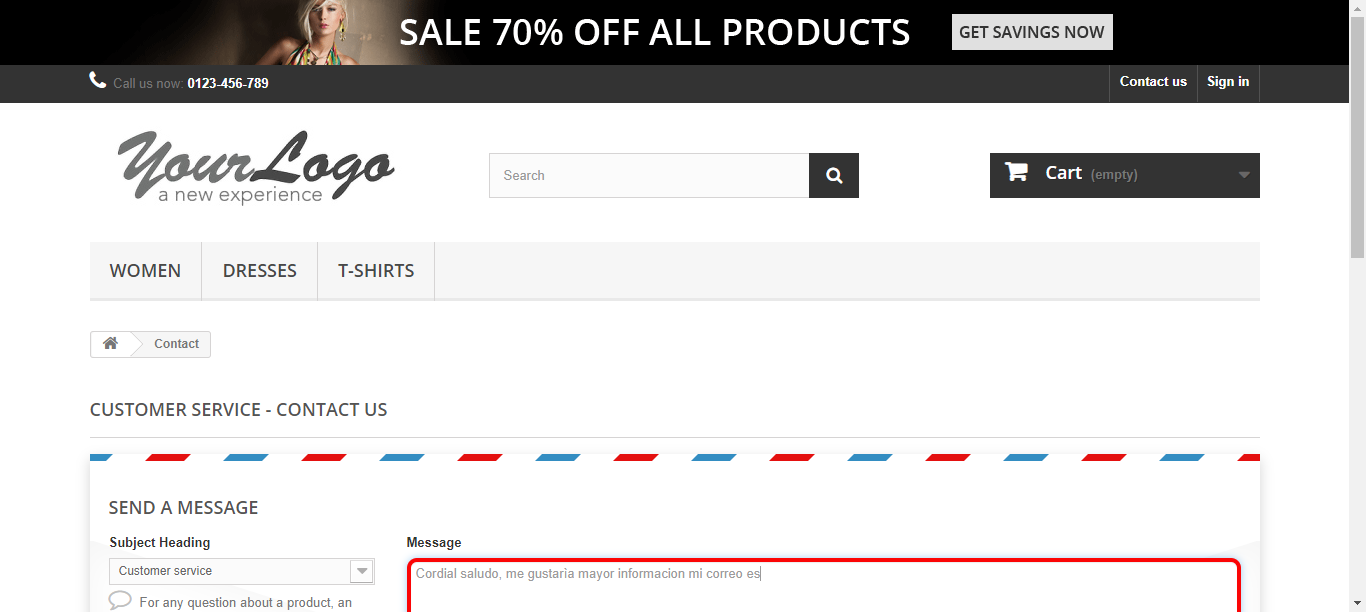 SALE 70% OFF ALL PRODUCTS GET SAVINGS NOW
Call us now: 0123-456-789 Contact us Sign in
Your Logo
a new experience
Search
Cart (empty)
WOMEN DRESSES T-SHIRTS
Contact
CUSTOMER SERVICE - CONTACT US
SEND A MESSAGE
Subject Heading
Customer service
For any question about a product, an
Message
Cordial saludo, me gustaria mayor informacion mi correo es